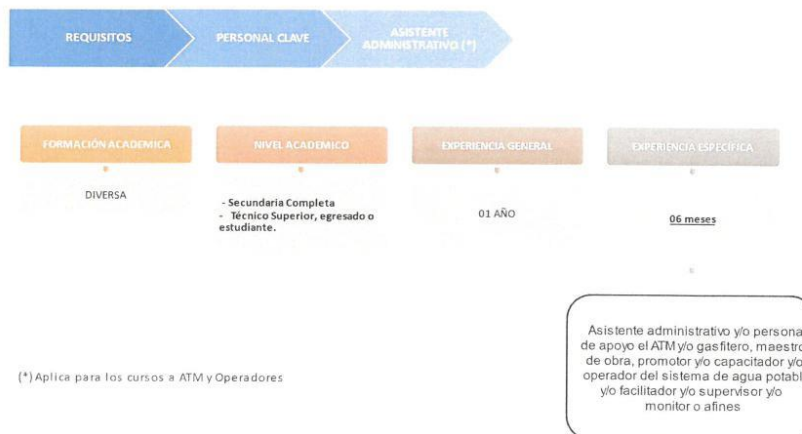 REQUISITOS
PERSONAL CLAVE
ASISTENTE
ADMINISTRATIVO (*)
FORMACIÓN ACADEMICA
NIVEL ACADEMICO
EXPERIENCIA GENERAL
EXPERIENCIA ESPECÍFICA
DIVERSA
- Secundaria Completa
- Técnico Superior, egresado o
estudiante.
01 AÑO
06 meses
Asistente administrativo y/o persona
de apoyo el ATM y/o gasfitero, maestro
de obra, promotor y/o capacitador y/o
operador del sistema de agua potabl
y/o facilitador y/o supervisor y/o
monitor o afines
(*) Aplica para los cursos a ATM y Operadores